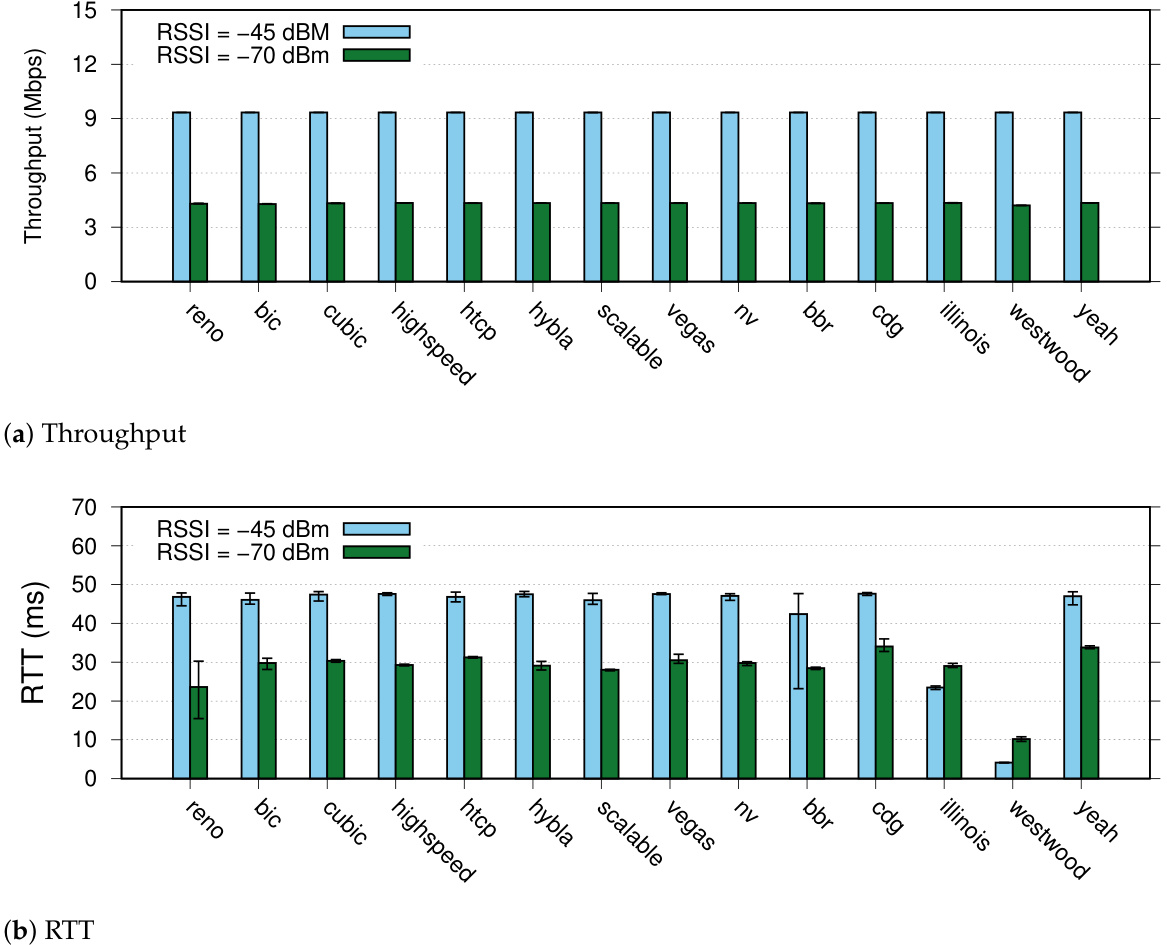 15
12
9
6
3
0
Throughput (Mbps)
RSSI = −45 dBM
RSSI = −70 dBm
reno
bic
cubic
highspeed
htcp
hybla
scalable
vegas
nv
bbr
cdg
illinois
westwood
yeah
(a) Throughput
70
60
50
40
30
20
10
0
RTT (ms)
RSSI = −45 dBm
RSSI = −70 dBm
reno
bic
cubic
highspeed
htcp
hybla
scalable
vegas
nv
bbr
cdg
illinois
westwood
yeah
(b) RTT